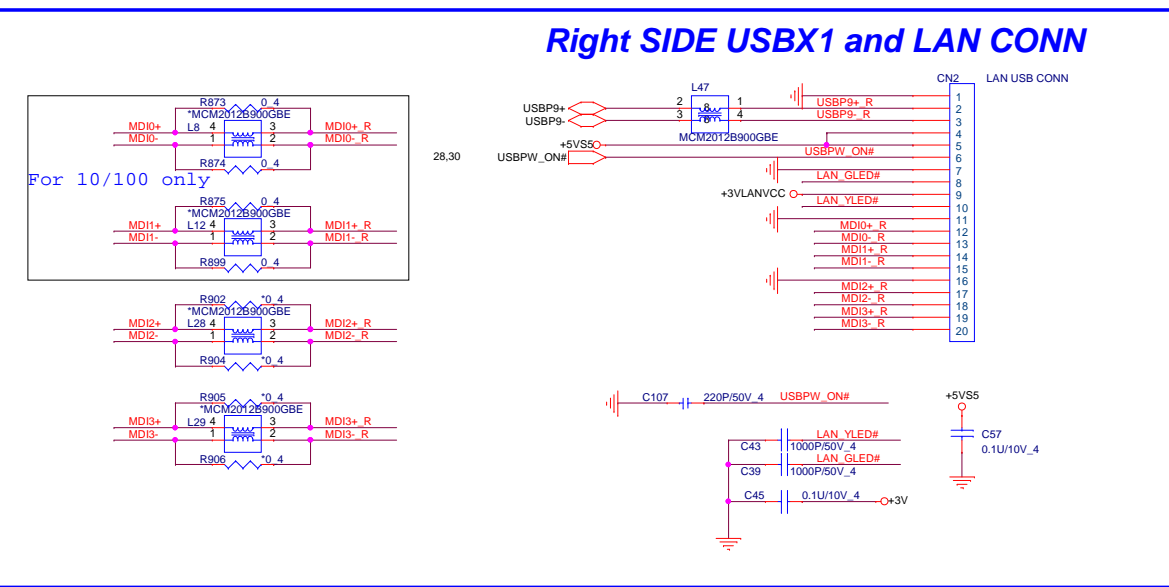 Right SIDE USBX1 and LAN CONN
R873 0_4
*MCM2012B900GBE
MDI0+ L8 4 3 MDI0+_R
MDI0- 1 2 MDI0-_R
R874 0_4
For 10/100 only
R875 0_4
*MCM2012B900GBE
MDI1+ L12 4 3 MDI1+_R
MDI1- 1 2 MDI1-_R
R899 0_4
R902 *0_4
*MCM2012B900GBE
MDI2+ L28 4 3 MDI2+_R
MDI2- 1 2 MDI2-_R
R904 *0_4
R905 *0_4
*MCM2012B900GBE
MDI3+ L29 4 3 MDI3+_R
MDI3- 1 2 MDI3-_R
R906 *0_4
L47
USBP9+ 2 1 USBP9+_R
USBP9- 3 4 USBP9-_R
MCM2012B900GBE
+5VS5
28,30 USBPW_ON# USBPW_ON#
LAN_GLED#
+3VLANVCC
LAN_YLED#
MDI0+_R
MDI0-_R
MDI1+_R
MDI1-_R
MDI2+_R
MDI2-_R
MDI3+_R
MDI3-_R
CN2 LAN USB CONN
1
2
3
4
5
6
7
8
9
10
11
12
13
14
15
16
17
18
19
20
C107 220P/50V_4 USBPW_ON#
C43 1000P/50V_4 LAN_YLED#
C39 1000P/50V_4 LAN_GLED#
C45 0.1U/10V_4 +3V
+5VS5
C57
0.1U/10V_4